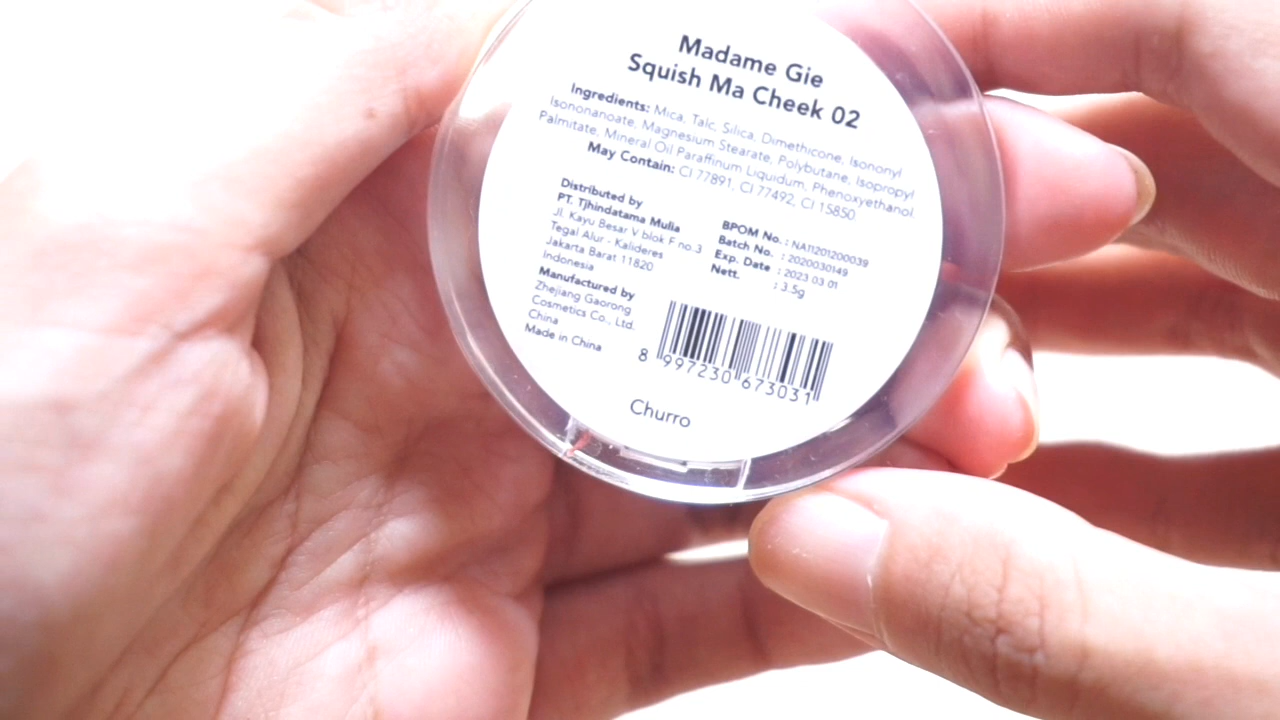 Madame Gie
Squish Ma Cheek 02
Ingredients: Mica, Talc, Silica, Dimethicone, Isononyl
Isononanoate, Magnesium Stearate, Polybutane, Isopropyl
Palmitate, Mineral Oil Paraffinum Liquidum, Phenoxyethanol.
May Contain: CI 77891, CI 77492, CI 15850
Distributed by
PT. Tjhindatama Mulia
Jl. Kayu Besar V blok F no.3
Tegal Alur - Kalideres
Jakarta Barat 11820
Indonesia
Manufactured by
Zhejiang Gaorong
Cosmetics Co., Ltd.
China
Made in China
BPOM No. : NA11201200039
Batch No. : 2020030149
Exp. Date : 2023 03 01
Nett. : 3.5g
8 997230 673031
Churro